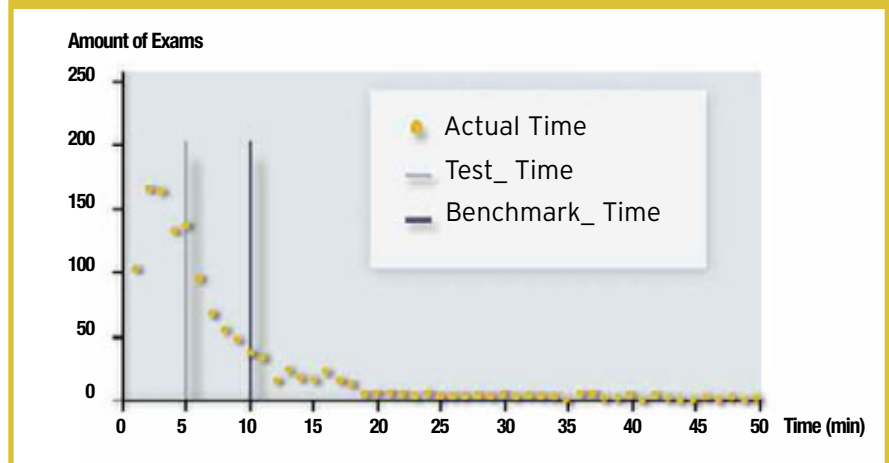 Amount of Exams
250
200
150
100
50
0
Actual Time
Test_ Time
Benchmark_ Time
0 5 10 15 20 25 30 35 40 45 50 Time (min)